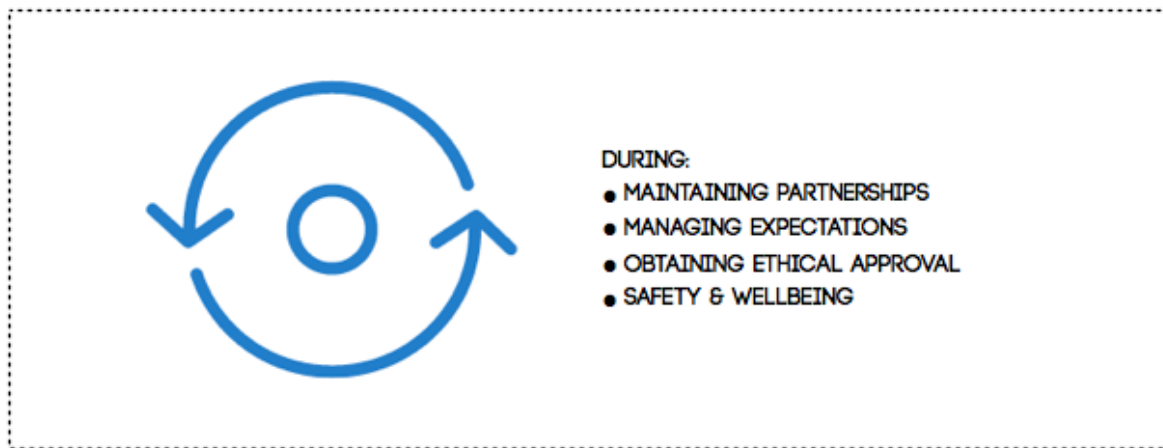 DURING:
● MAINTAINING PARTNERSHIPS
● MANAGING EXPECTATIONS
● OBTAINING ETHICAL APPROVAL
● SAFETY & WELLBEING